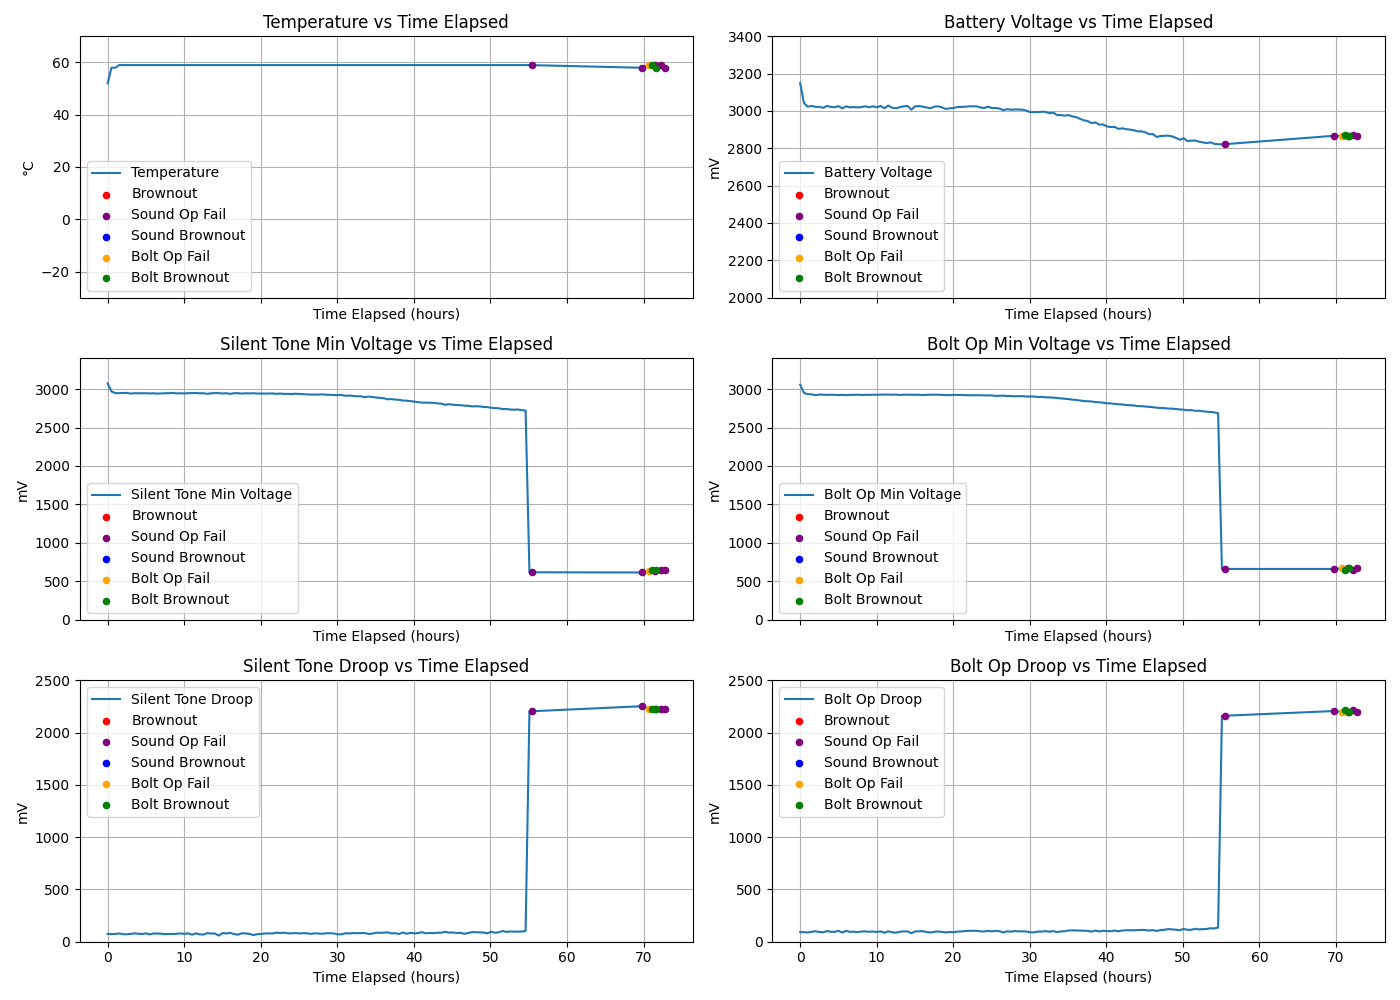 Temperature vs Time Elapsed
60
40
20
0
−20
°C
Temperature
Brownout
Sound Op Fail
Sound Brownout
Bolt Op Fail
Bolt Brownout
Time Elapsed (hours)
Battery Voltage vs Time Elapsed
3400
3200
3000
2800
2600
2400
2200
2000
mV
Battery Voltage
Brownout
Sound Op Fail
Sound Brownout
Bolt Op Fail
Bolt Brownout
Time Elapsed (hours)
Silent Tone Min Voltage vs Time Elapsed
3000
2500
2000
1500
1000
500
0
mV
Silent Tone Min Voltage
Brownout
Sound Op Fail
Sound Brownout
Bolt Op Fail
Bolt Brownout
Time Elapsed (hours)
Bolt Op Min Voltage vs Time Elapsed
3000
2500
2000
1500
1000
500
0
mV
Bolt Op Min Voltage
Brownout
Sound Op Fail
Sound Brownout
Bolt Op Fail
Bolt Brownout
Time Elapsed (hours)
Silent Tone Droop vs Time Elapsed
2500
2000
1500
1000
500
0
mV
Silent Tone Droop
Brownout
Sound Op Fail
Sound Brownout
Bolt Op Fail
Bolt Brownout
0 10 20 30 40 50 60 70
Time Elapsed (hours)
Bolt Op Droop vs Time Elapsed
2500
2000
1500
1000
500
0
mV
Bolt Op Droop
Brownout
Sound Op Fail
Sound Brownout
Bolt Op Fail
Bolt Brownout
0 10 20 30 40 50 60 70
Time Elapsed (hours)